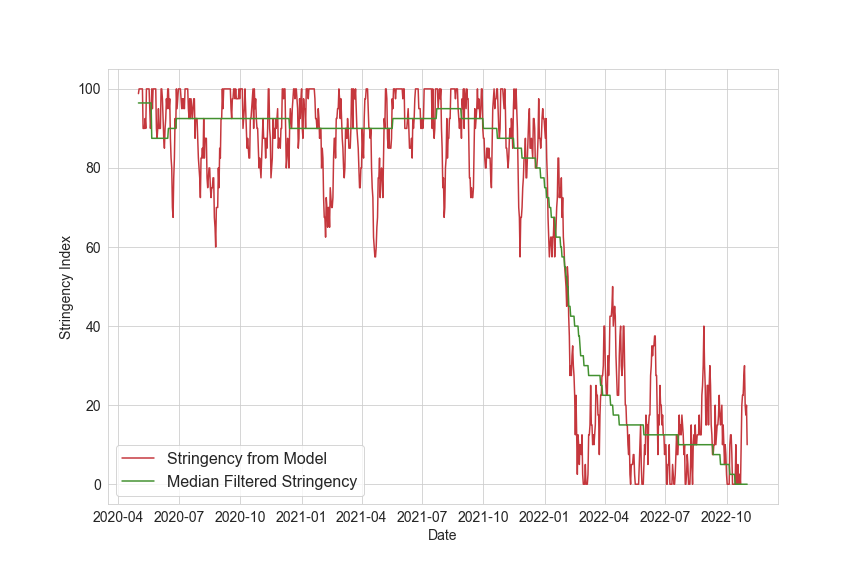 100
80
60
40
20
0
Stringency Index
Stringency from Model
Median Filtered Stringency
2020-04 2020-07 2020-10 2021-01 2021-04 2021-07 2021-10 2022-01 2022-04 2022-07 2022-10
Date